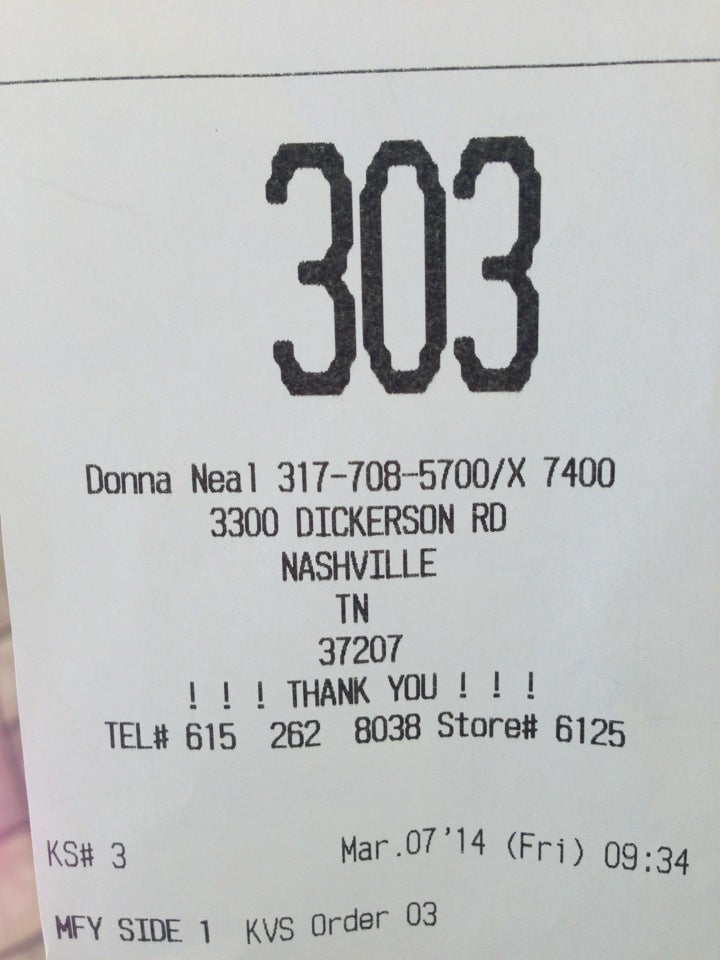 303
Donna Neal 317-708-5700/X 7400
3300 DICKERSON RD
NASHVILLE
TN
37207
! ! ! THANK YOU ! ! !
TEL# 615 262 8038 Store# 6125
KS# 3 Mar.07'14 (Fri) 09:34
MFY SIDE 1 KVS Order 03